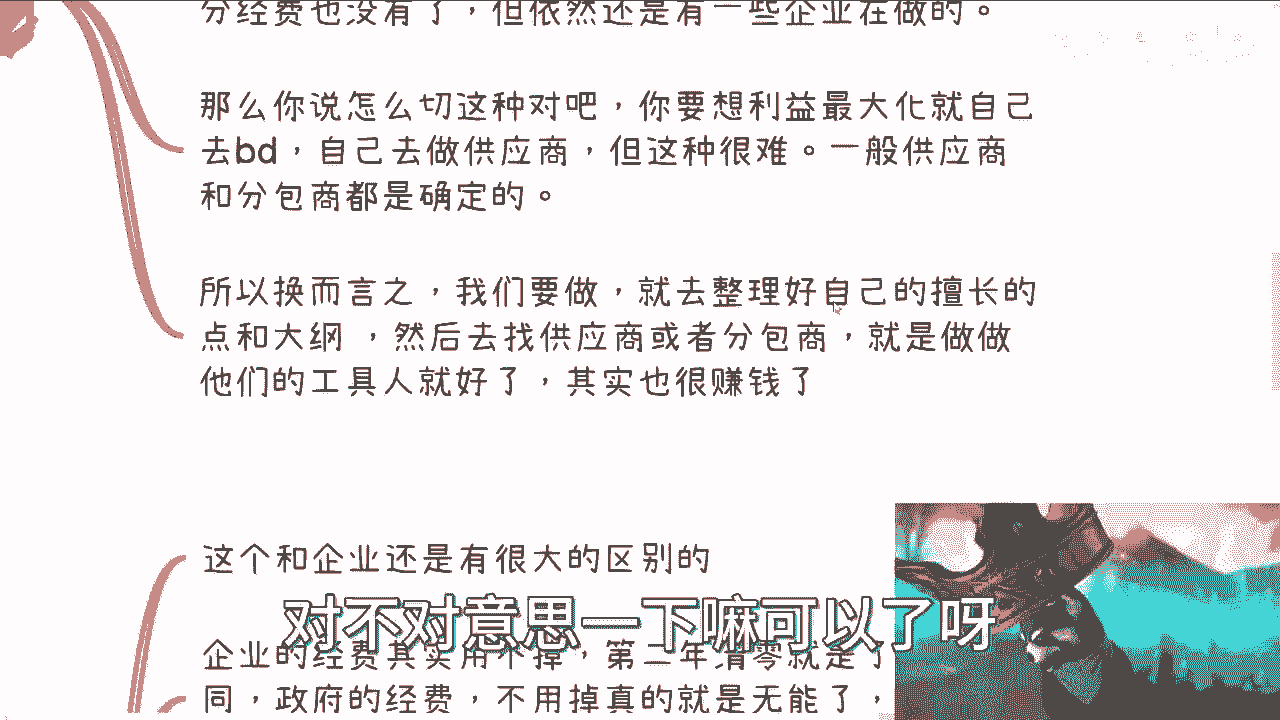 分经费也没有了，但依然还是有一些企业在做的。
那么你说怎么切这种对吧，你要想利益最大化就自己
去bd，自己去做供应商，但这种很难。一般供应商
和分包商都是确定的。
所以换而言之，我们要做，就去整理好自己的擅长的
点和大纲 ，然后去找供应商或者分包商，就是做做
他们的工具人就好了，其实也很赚钱了
这个和企业还是有很大的区别的
对不对意思一下嘛可以了呀
企业的经费其实用不掉，第二年清零就是了
同，政府的经费，不用掉真的就是无能了，